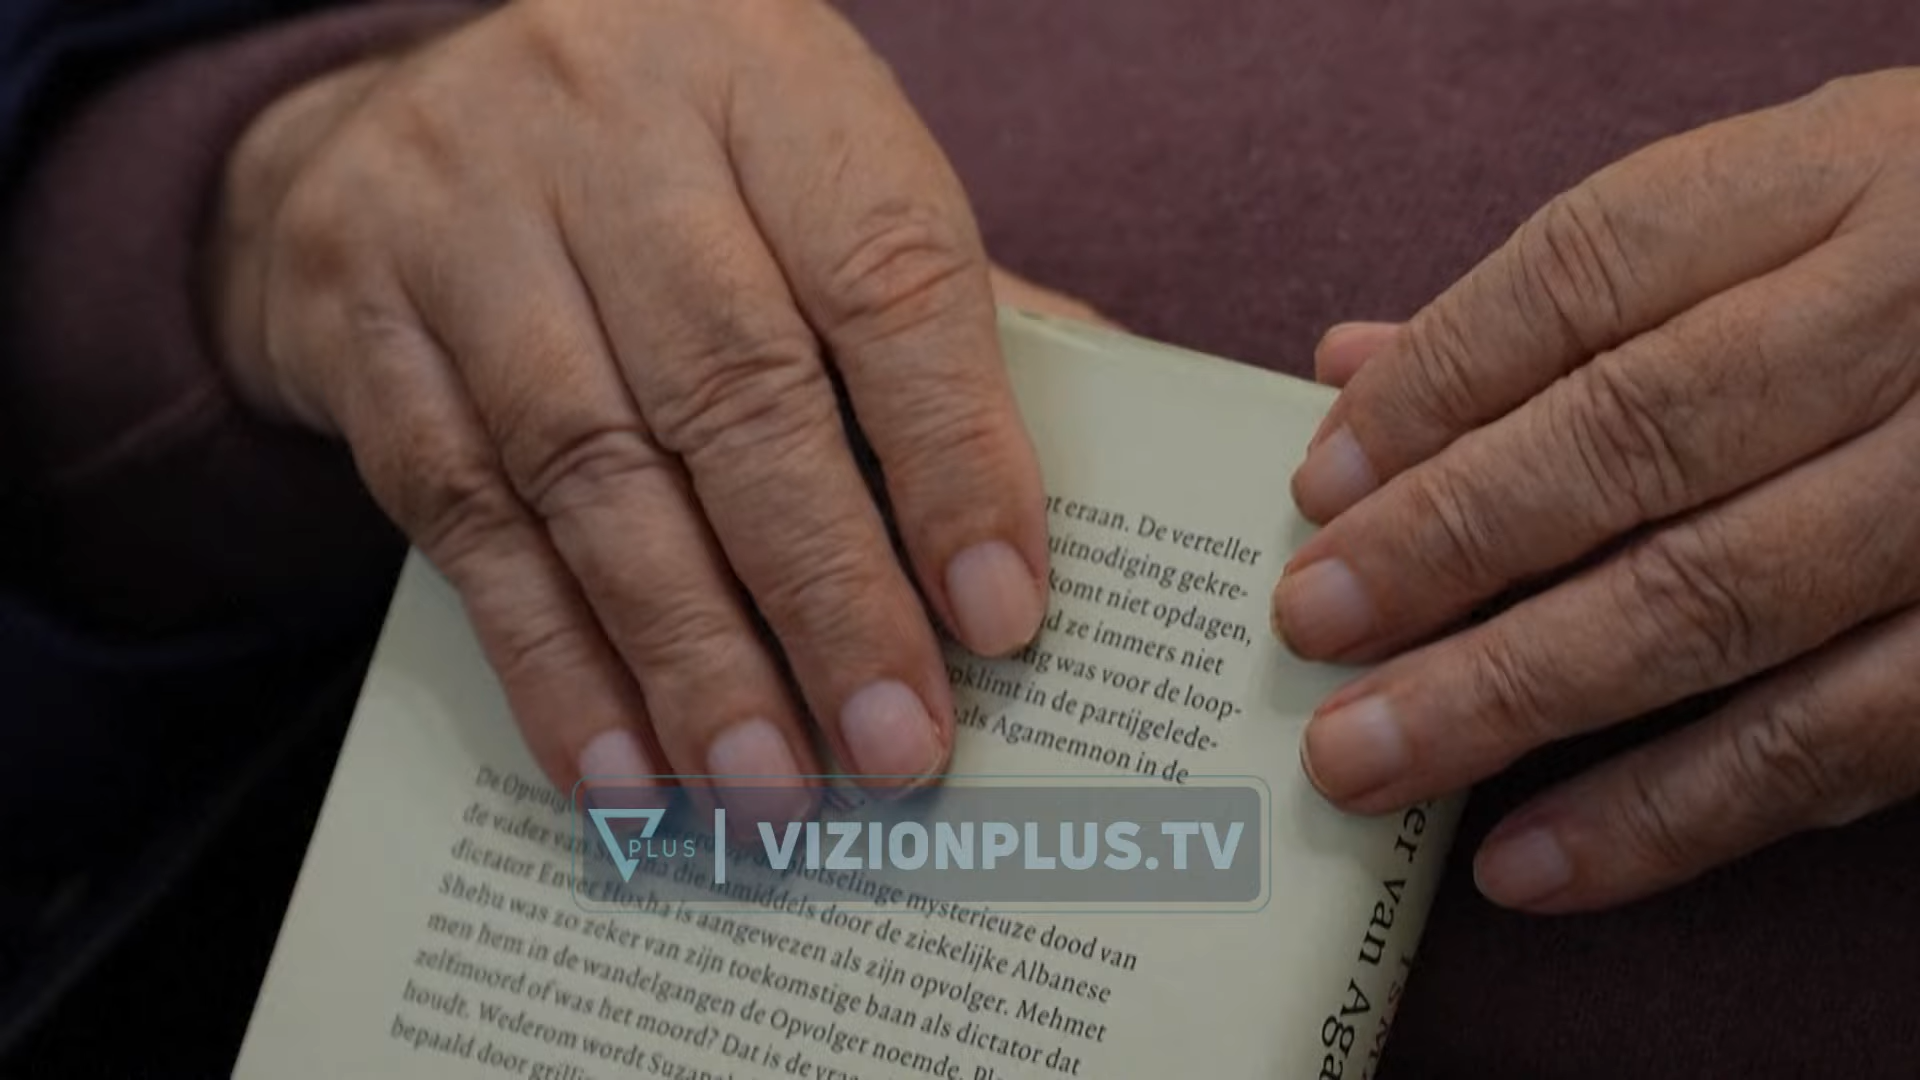 eraan. De verteller
uitnodiging gekre-
komt niet opdagen,
ze immers niet
was voor de loop-
in de partijgelede-
als Agamemnon in de
De
de vader van die inmiddels door de ziekelijke Albanese
plotselinge mysterieuze dood van
dictator Enver Hoxha is aangewezen als zijn opvolger. Mehmet
Shehu was zo zeker van zijn toekomstige baan als dictator dat
men hem in de wandelgangen de Opvolger noemde.
zelfmoord of was het moord? Dat is de
houdt. Wederom wordt
bepaald door
van
PLUS | VIZIONPLUS.TV